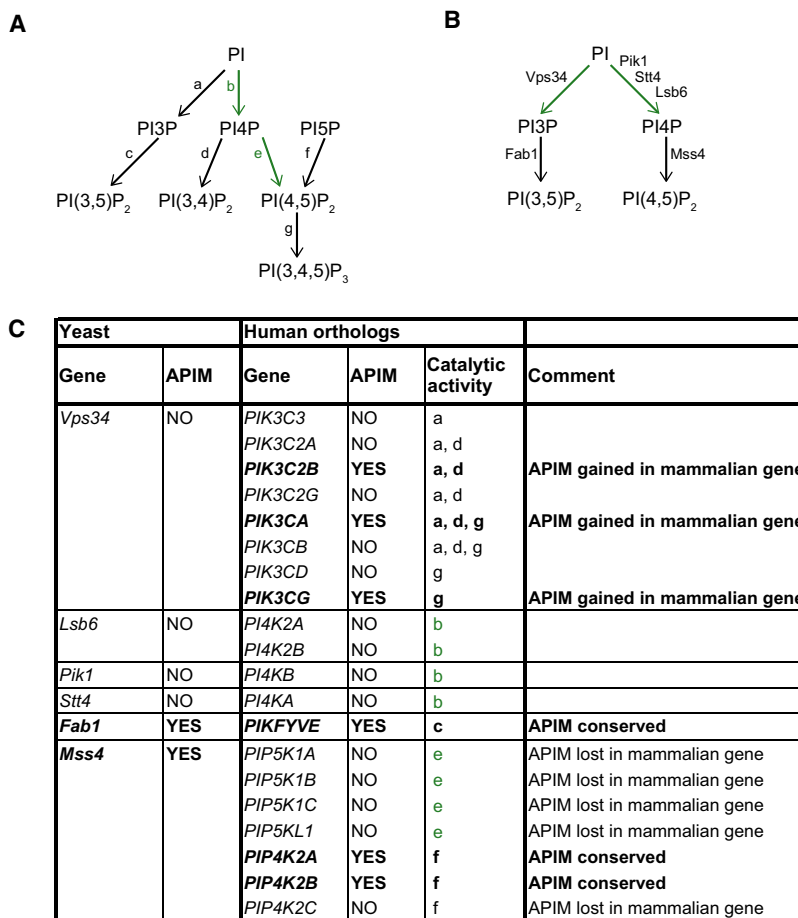 A
PI
a
b
PI3P PI4P PI5P
c d e f
PI(3,5)P2 PI(3,4)P2 PI(4,5)P2
g
PI(3,4,5)P3
B
PI
Vps34
Pik1
Stt4
Lsb6
PI3P PI4P
Fab1 Mss4
PI(3,5)P2 PI(4,5)P2
C
Yeast Human orthologs
Gene APIM Gene APIM Catalytic activity Comment
Vps34 NO PIK3C3 NO a
PIK3C2A NO a, d
PIK3C2B YES a, d APIM gained in mammalian gene
PIK3C2G NO a, d
PIK3CA YES a, d, g APIM gained in mammalian gene
PIK3CB NO a, d, g
PIK3CD NO g
PIK3CG YES g APIM gained in mammalian gene
Lsb6 NO PI4K2A NO b
PI4K2B NO b
Pik1 NO PI4KB NO b
Stt4 NO PI4KA NO b
Fab1 YES PIKFYVE YES c APIM conserved
Mss4 YES PIP5K1A NO e APIM lost in mammalian gene
PIP5K1B NO e APIM lost in mammalian gene
PIP5K1C NO e APIM lost in mammalian gene
PIP5KL1 NO e APIM lost in mammalian gene
PIP4K2A YES f APIM conserved
PIP4K2B YES f APIM conserved
PIP4K2C NO f APIM lost in mammalian gene